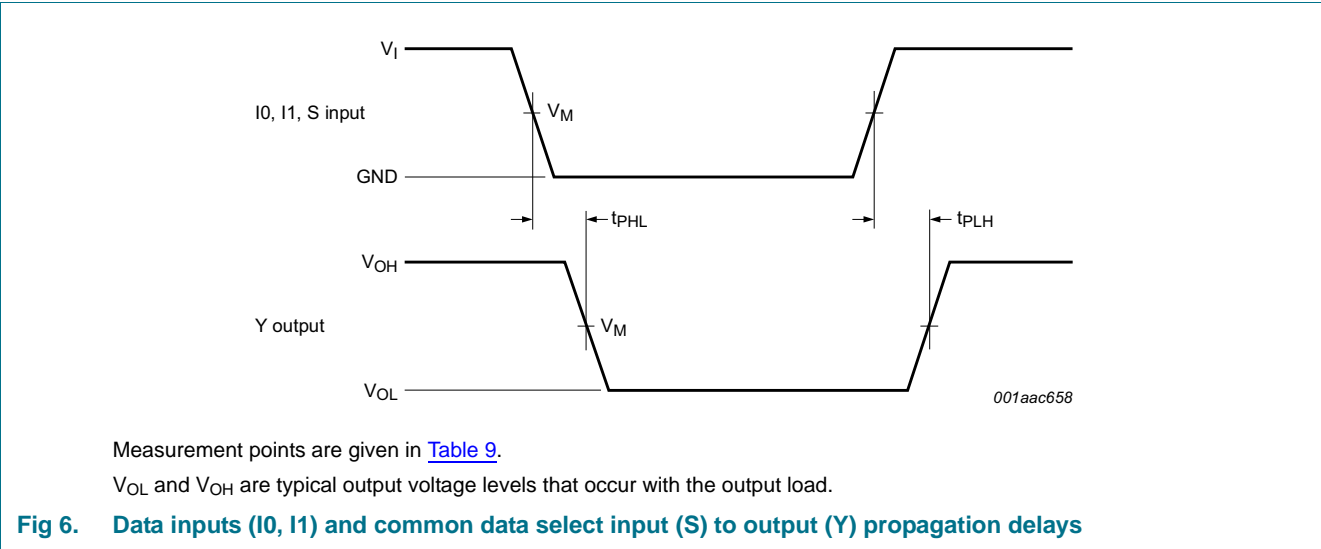 VI
I0, I1, S input
VM
GND
tPHL
tPLH
VOH
Y output
VM
VOL
001aac658
Measurement points are given in Table 9.
VOL and VOH are typical output voltage levels that occur with the output load.
Fig 6. Data inputs (I0, I1) and common data select input (S) to output (Y) propagation delays